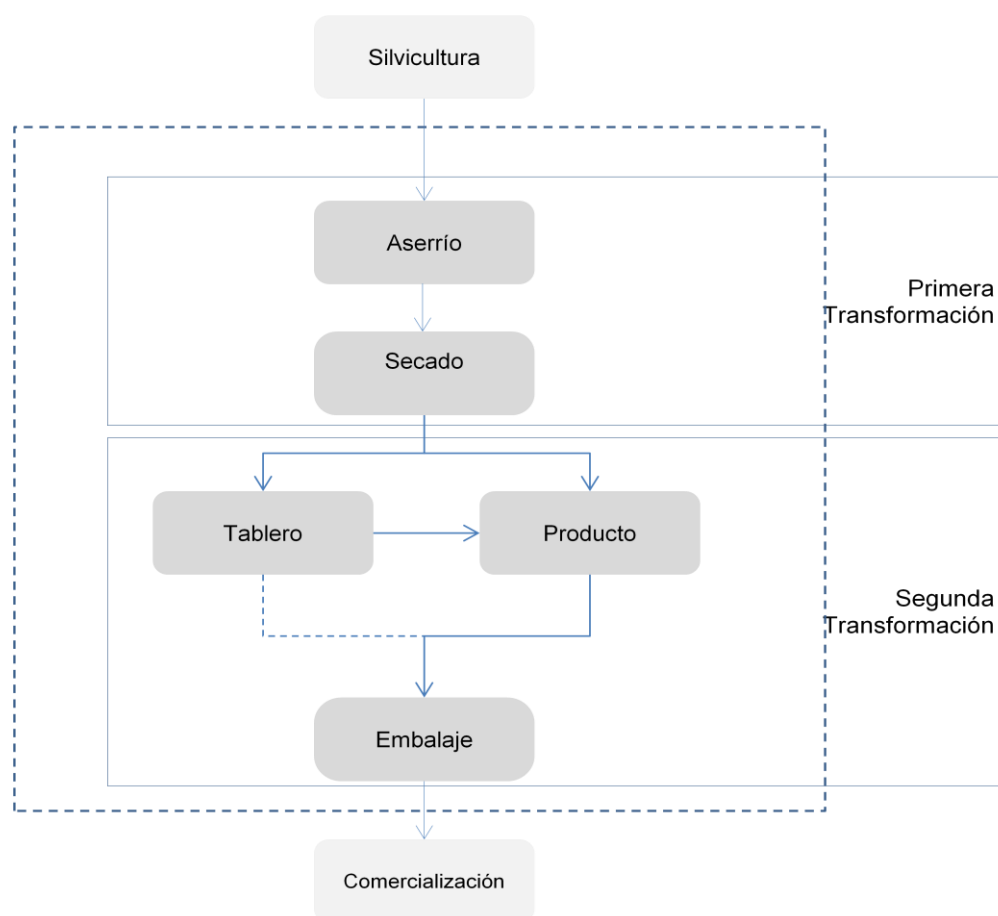 Silvicultura
Aserrío
Primera
Transformación
Secado
Tablero
Producto
Segunda
Transformación
Embalaje
Comercialización